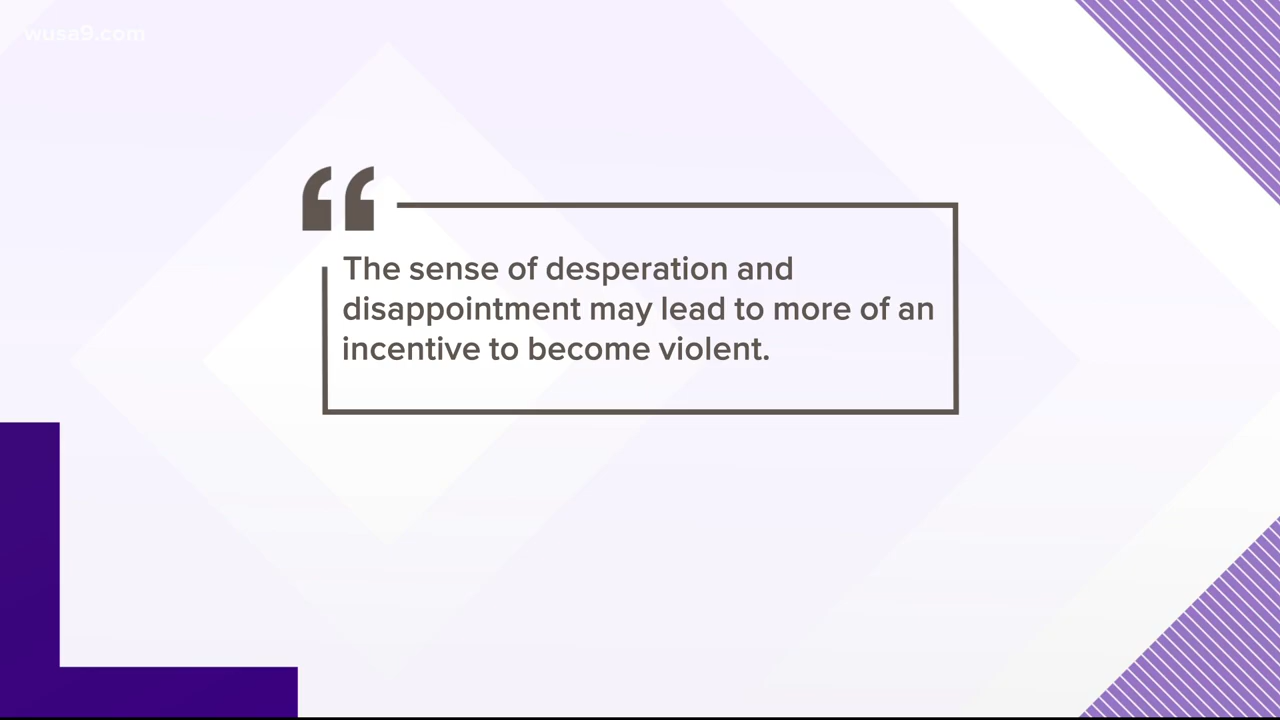 wusa9.com
“
The sense of desperation and
disappointment may lead to more of an
incentive to become violent.